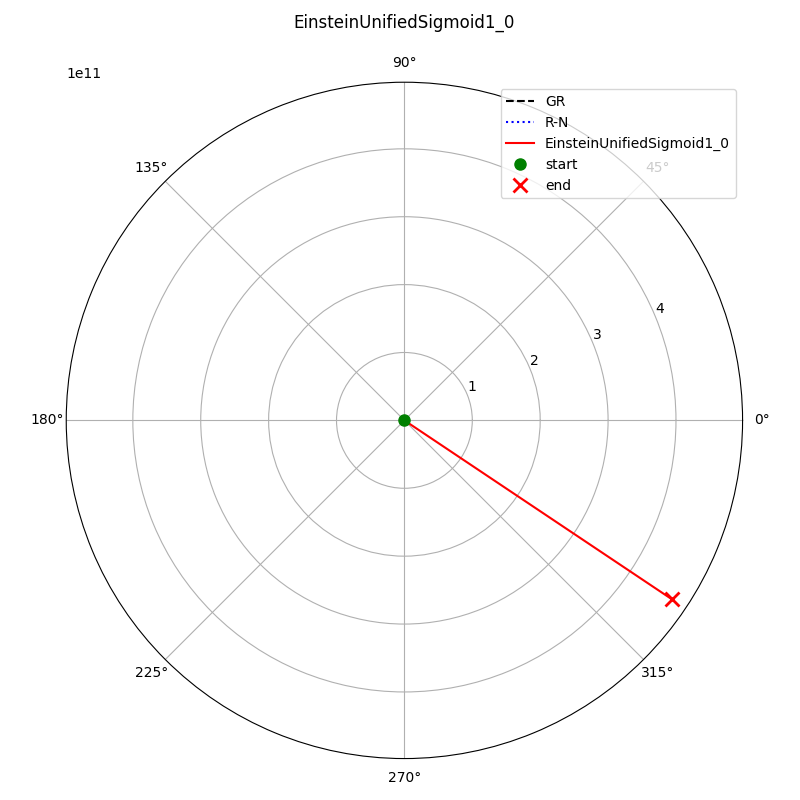 EinsteinUnifiedSigmoid1_0
1e11
90°
GR
R-N
EinsteinUnifiedSigmoid1_0
start
end
135°
45°
4
3
2
1
180°
0°
225°
315°
270°